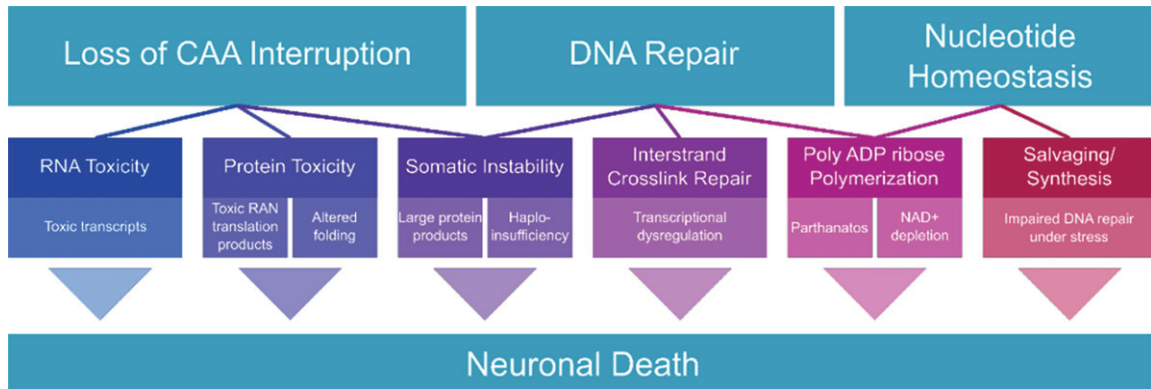 Loss of CAA Interruption
DNA Repair
Nucleotide
Homeostasis
RNA Toxicity
Toxic transcripts
Protein Toxicity
Toxic RAN
translation
products
Altered
folding
Somatic Instability
Large protein
products
Haplo-
insufficiency
Interstrand
Crosslink Repair
Transcriptional
dysregulation
Poly ADP ribose
Polymerization
Parthanatos
NAD+
depletion
Salvaging/
Synthesis
Impaired DNA repair
under stress
Neuronal Death